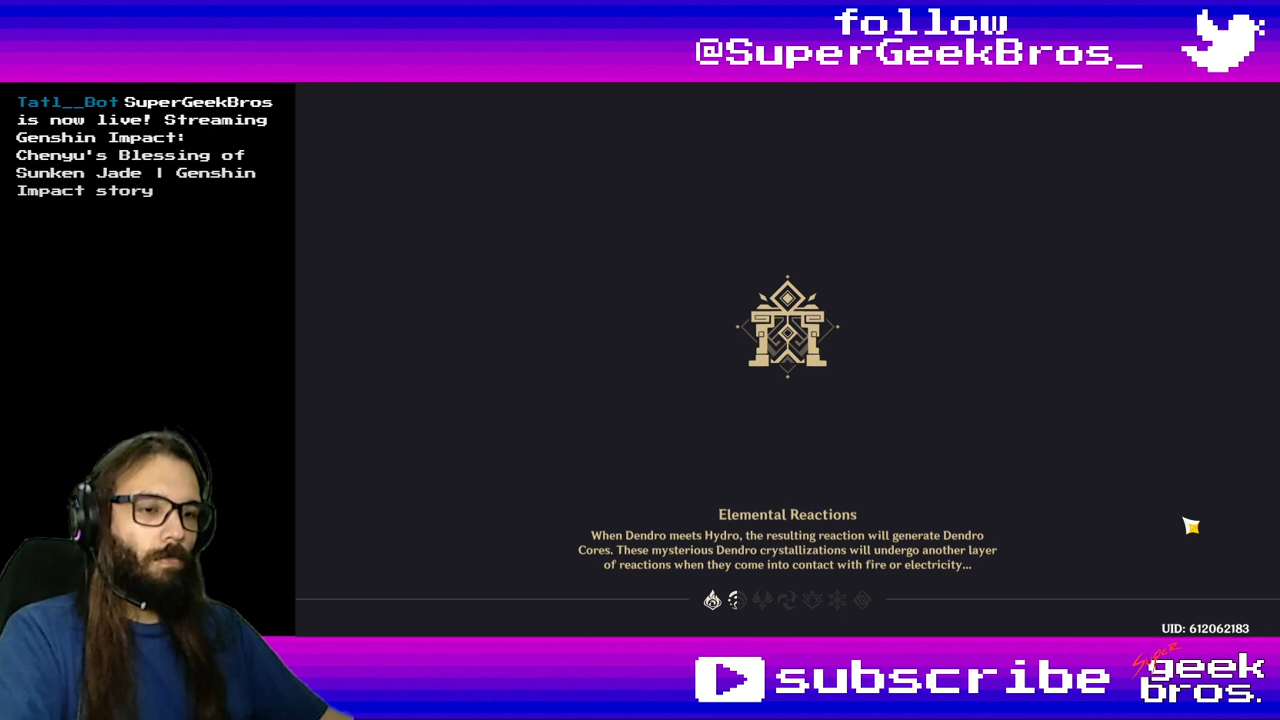 follow
@SuperGeekBros_
Tatl__Bot SuperGeekBros
is now live! Streaming
Genshin Impact:
Chenyu's Blessing of
Sunken Jade | Genshin
Impact story
Elemental Reactions
When Dendro meets Hydro, the resulting reaction will generate Dendro
Cores. These mysterious Dendro crystallizations will undergo another layer
of reactions when they come into contact with fire or electricity...
UID: 612062183
subscribe
super
geek
bros.